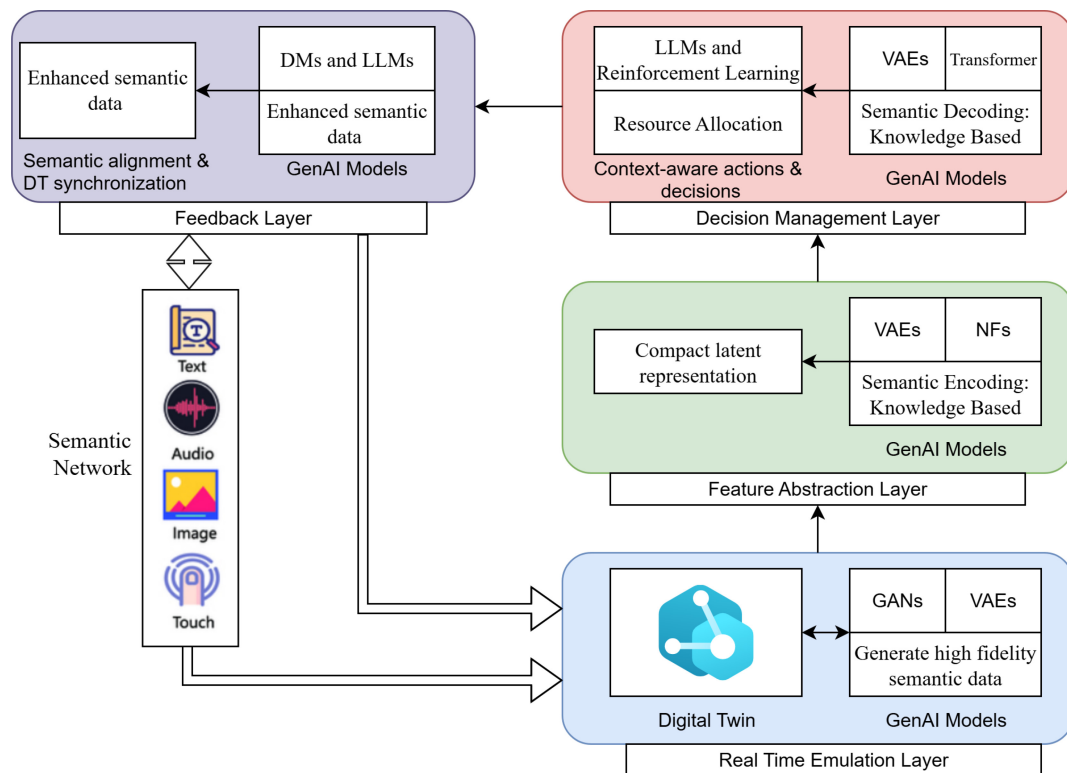 Enhanced semantic
data
DMs and LLMs
Enhanced semantic
data
Semantic alignment &
DT synchronization
GenAI Models
Feedback Layer
LLMs and
Reinforcement Learning
Resource Allocation
Context-aware actions &
decisions
VAEs
Transformer
Semantic Decoding:
Knowledge Based
GenAI Models
Decision Management Layer
Compact latent
representation
VAEs
NFs
Semantic Encoding:
Knowledge Based
GenAI Models
Feature Abstraction Layer
Semantic
Network
T
Text
Audio
Image
Touch
Digital Twin
GANs
VAEs
Generate high fidelity
semantic data
GenAI Models
Real Time Emulation Layer